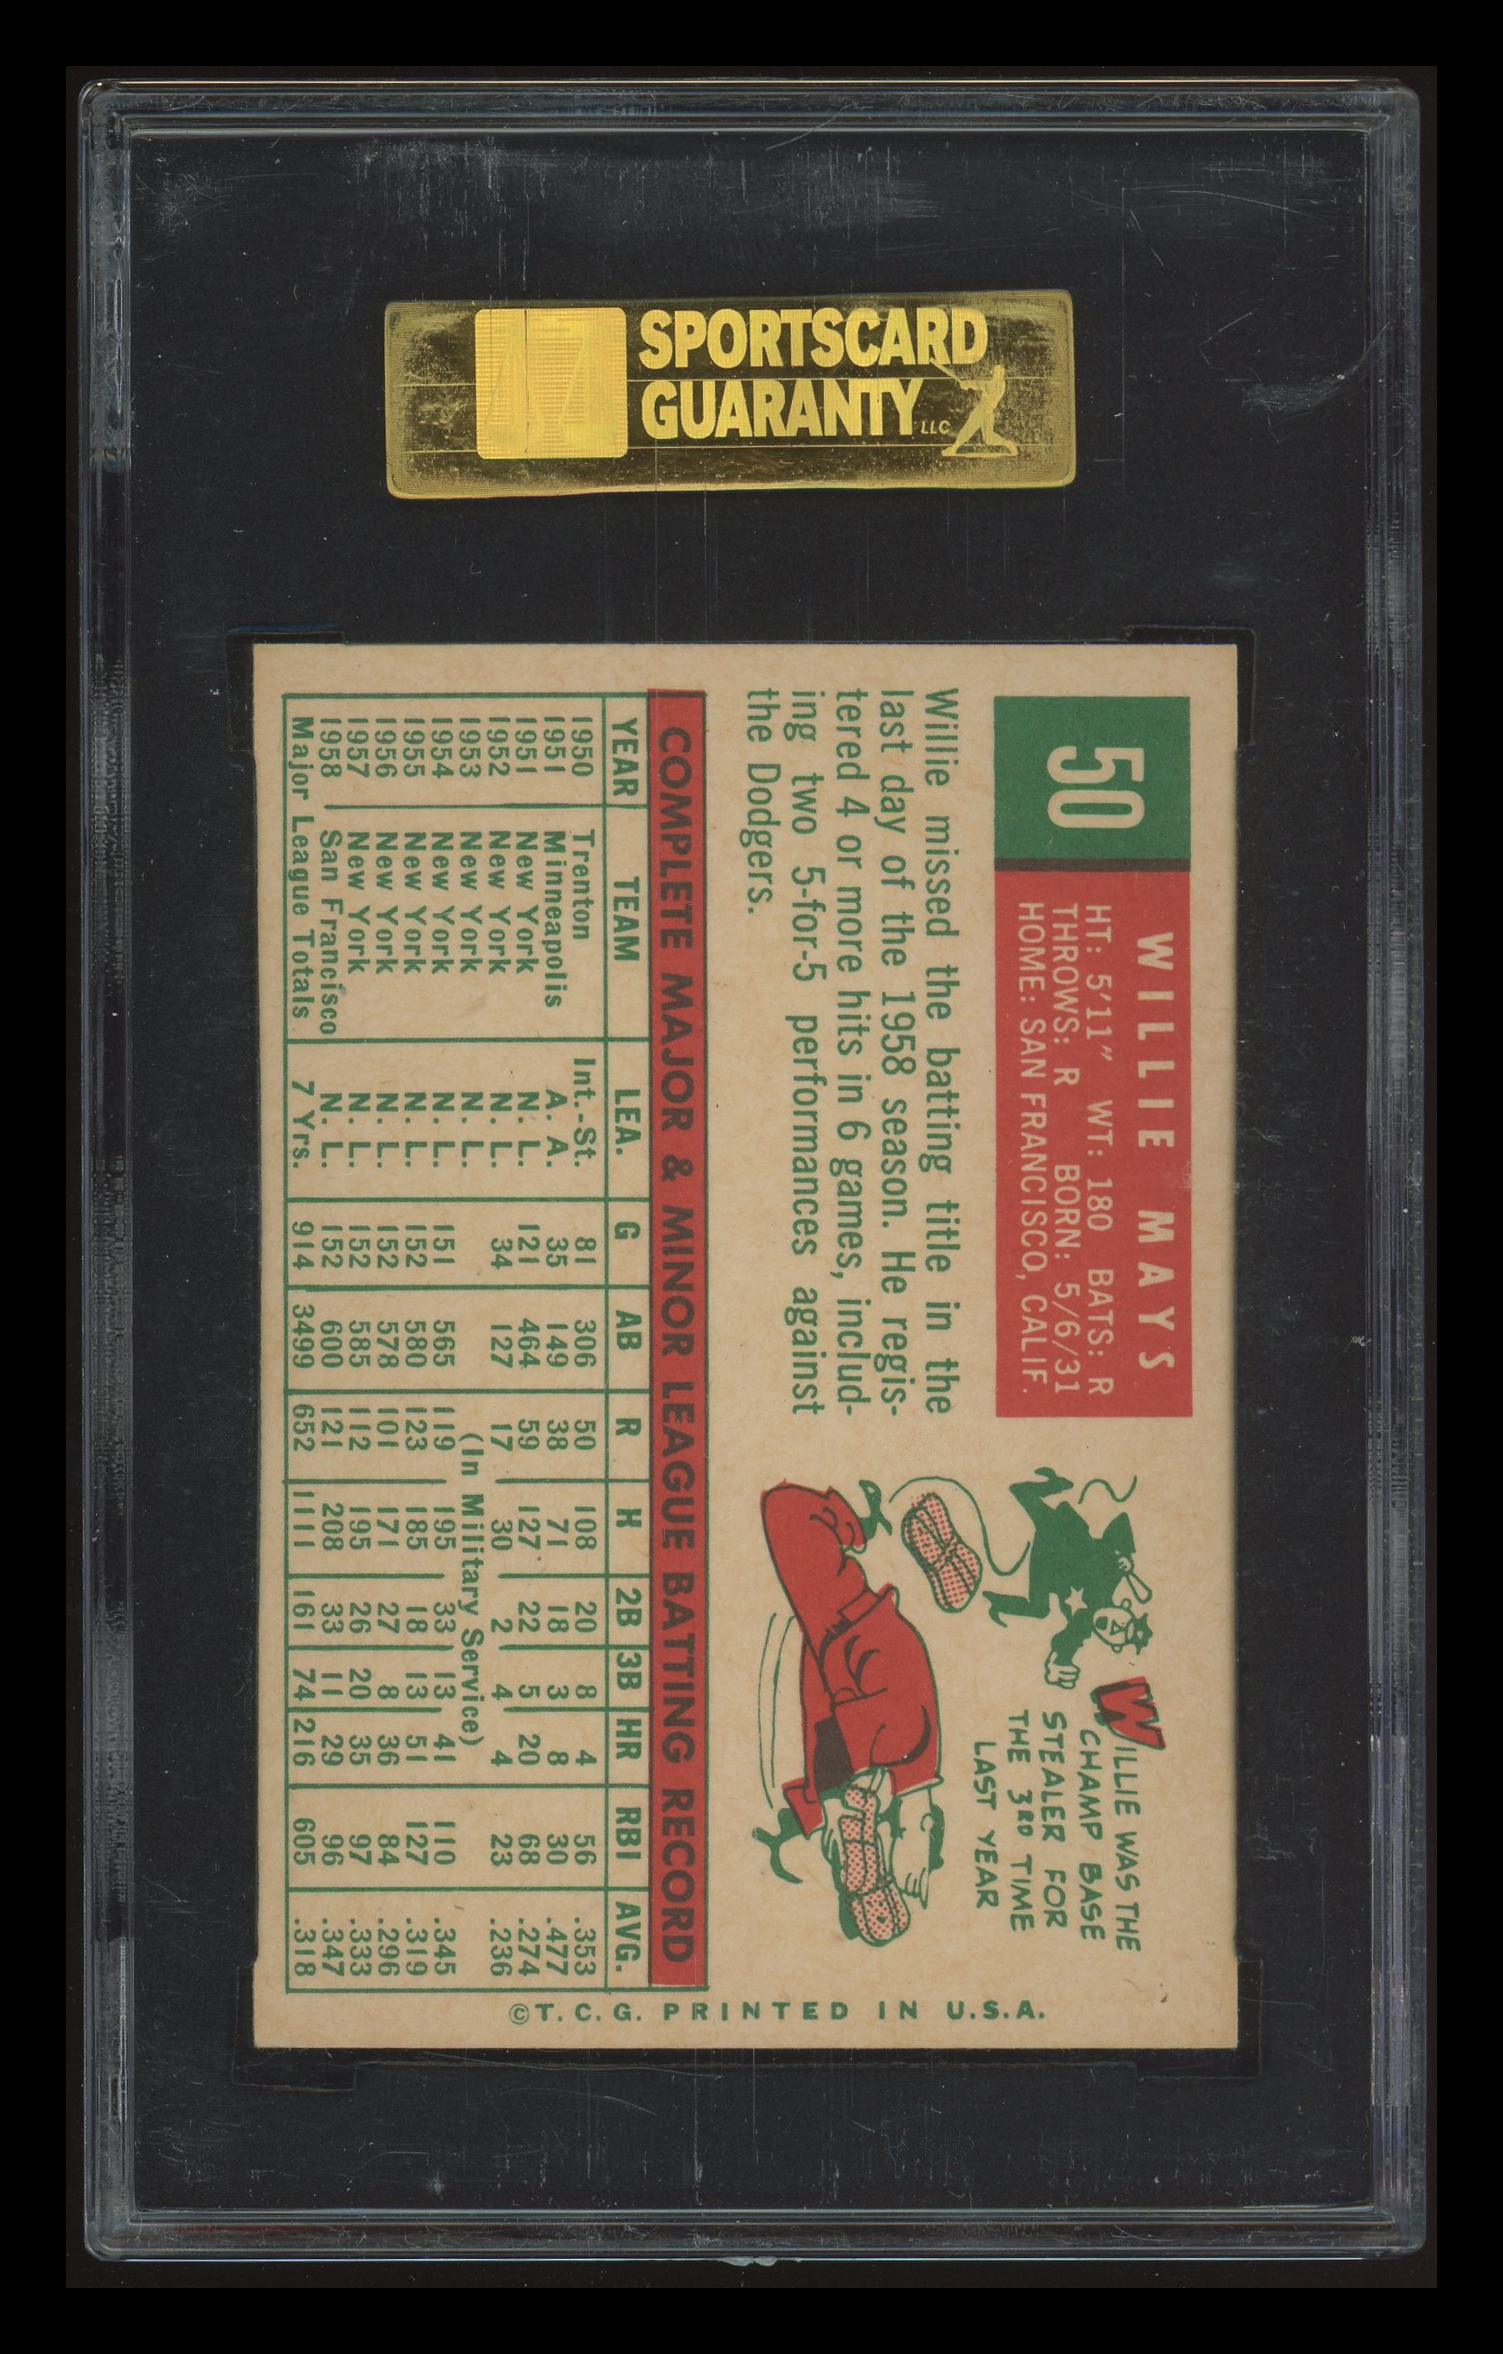 SPORTSCARD
GUARANTY LLC
50
WILLIE MAYS
HT: 5'11" WT: 180 BATS: R
THROWS: R BORN: 5/6/31
HOME: SAN FRANCISCO, CALIF.
Willie missed the batting title in the
last day of the 1958 season. He regis-
tered 4 or more hits in 6 games, includ-
ing two 5-for-5 performances against
the Dodgers.
WILLIE WAS THE
CHAMP BASE
STEALER FOR
THE 3RD TIME
LAST YEAR
COMPLETE MAJOR & MINOR LEAGUE BATTING RECORD
YEAR TEAM LEA. G AB R H 2B 3B HR RBI AVG.
1950 Trenton Int.-St. 81 306 50 108 20 8 4 56 .353
1951 Minneapolis A. A. 35 149 38 71 18 3 8 30 .477
1951 New York N. L. 121 464 59 127 22 5 20 68 .274
1952 New York N. L. 34 127 17 30 2 4 4 23 .236
1953 New York N. L. (In Military Service)
1954 New York N. L. 151 565 119 195 33 13 41 110 .345
1955 New York N. L. 152 580 123 185 18 13 51 127 .319
1956 New York N. L. 152 578 101 171 27 8 36 84 .296
1957 New York N. L. 152 585 112 195 26 20 35 97 .333
1958 San Francisco N. L. 152 600 121 208 33 11 29 96 .347
Major League Totals 7 Yrs. 914 3499 652 1111 161 74 216 605 .318
©T. C. G. PRINTED IN U.S.A.